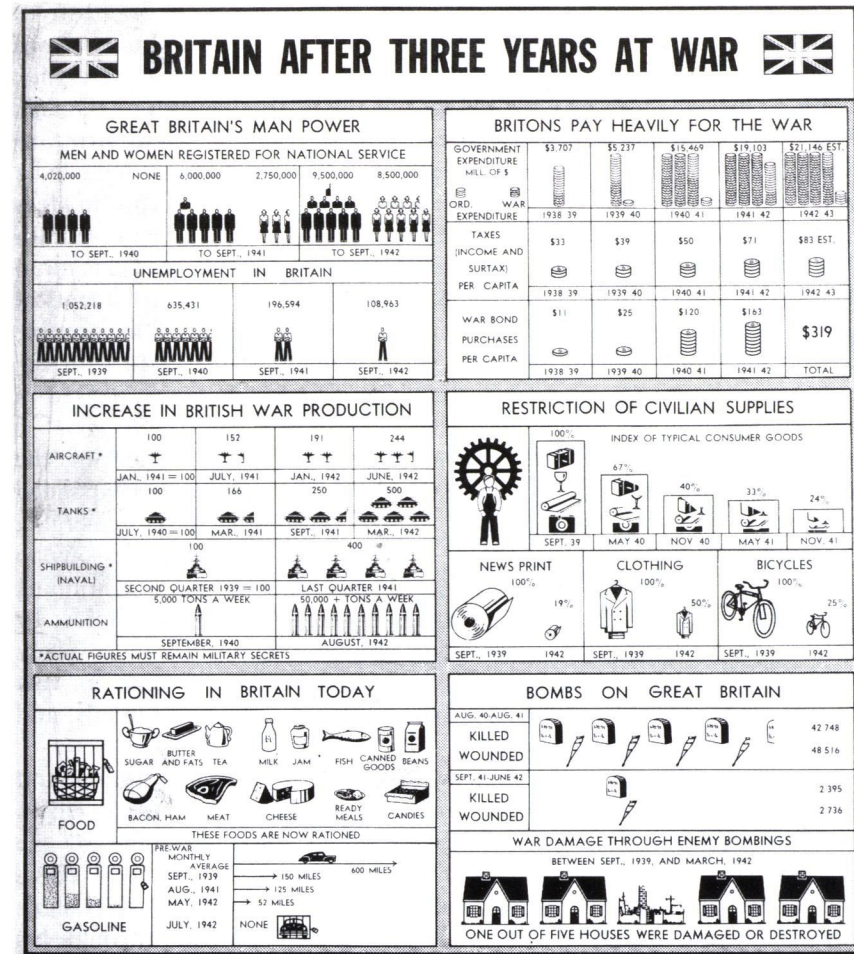 BRITAIN AFTER THREE YEARS AT WAR
GREAT BRITAIN'S MAN POWER
MEN AND WOMEN REGISTERED FOR NATIONAL SERVICE
4,020,000 NONE 6,000,000 2,750,000 9,500,000 8,500,000
TO SEPT., 1940 TO SEPT., 1941 TO SEPT., 1942
UNEMPLOYMENT IN BRITAIN
1,052,218 635,431 196,594 108,963
SEPT., 1939 SEPT., 1940 SEPT., 1941 SEPT., 1942
BRITONS PAY HEAVILY FOR THE WAR
GOVERNMENT $3,707 $5,237 $15,469 $19,103 $21,146 EST.
EXPENDITURE
MILL. OF $
ORD. WAR
EXPENDITURE 1938 39 1939 40 1940 41 1941 42 1942 43
TAXES
(INCOME AND $33 $39 $50 $71 $83 EST.
SURTAX)
PER CAPITA
1938 39 1939 40 1940 41 1941 42 1942 43
WAR BOND $11 $25 $120 $163
PURCHASES $319
PER CAPITA
1938 39 1939 40 1940 41 1941 42 TOTAL
INCREASE IN BRITISH WAR PRODUCTION
100 152 191 244
AIRCRAFT *
JAN., 1941 = 100 JULY, 1941 JAN., 1942 JUNE, 1942
100 166 250 500
TANKS *
JULY, 1940 = 100 MAR., 1941 SEPT., 1941 MAR., 1942
100 400
SHIPBUILDING *
(NAVAL)
SECOND QUARTER 1939 = 100 LAST QUARTER 1941
5,000 TONS A WEEK 50,000 + TONS A WEEK
AMMUNITION
SEPTEMBER, 1940 AUGUST, 1942
*ACTUAL FIGURES MUST REMAIN MILITARY SECRETS
RESTRICTION OF CIVILIAN SUPPLIES
INDEX OF TYPICAL CONSUMER GOODS
100% 67% 40% 33% 24%
SEPT. 39 MAY 40 NOV 40 MAY 41 NOV. 41
NEWS PRINT CLOTHING BICYCLES
100% 19% 100% 50% 100% 25%
SEPT., 1939 1942 SEPT., 1939 1942 SEPT., 1939 1942
RATIONING IN BRITAIN TODAY
SUGAR BUTTER AND FATS TEA MILK JAM FISH CANNED GOODS BEANS
BACON, HAM MEAT CHEESE READY MEALS CANDIES
FOOD
THESE FOODS ARE NOW RATIONED
PRE-WAR
MONTHLY
AVERAGE 600 MILES
SEPT., 1939 150 MILES
AUG., 1941 125 MILES
MAY, 1942 52 MILES
JULY, 1942 NONE
GASOLINE
BOMBS ON GREAT BRITAIN
AUG. 40-AUG. 41
KILLED 42 748
WOUNDED 48 516
SEPT. 41-JUNE 42
KILLED 2 395
WOUNDED 2 736
WAR DAMAGE THROUGH ENEMY BOMBINGS
BETWEEN SEPT., 1939, AND MARCH, 1942
ONE OUT OF FIVE HOUSES WERE DAMAGED OR DESTROYED